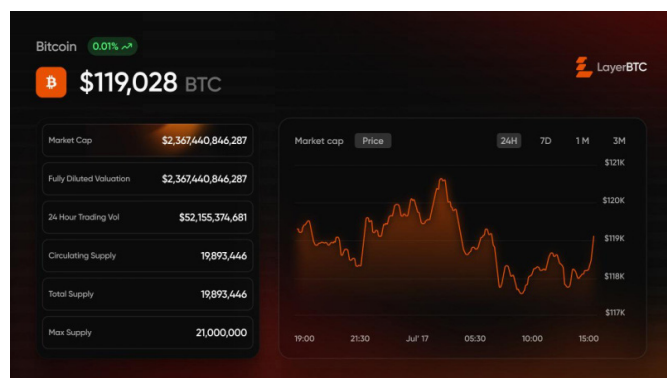 Bitcoin 0.01%
$119,028 BTC
LayerBTC
Market Cap $2,367,440,846,287
Fully Diluted Valuation $2,367,440,846,287
24 Hour Trading Vol $52,155,374,681
Circulating Supply 19,893,446
Total Supply 19,893,446
Max Supply 21,000,000
Market cap Price 24H 7D 1 M 3M
$121K
$120K
$119K
$118K
$117K
19:00 21:30 Jul' 17 05:30 10:00 15:00